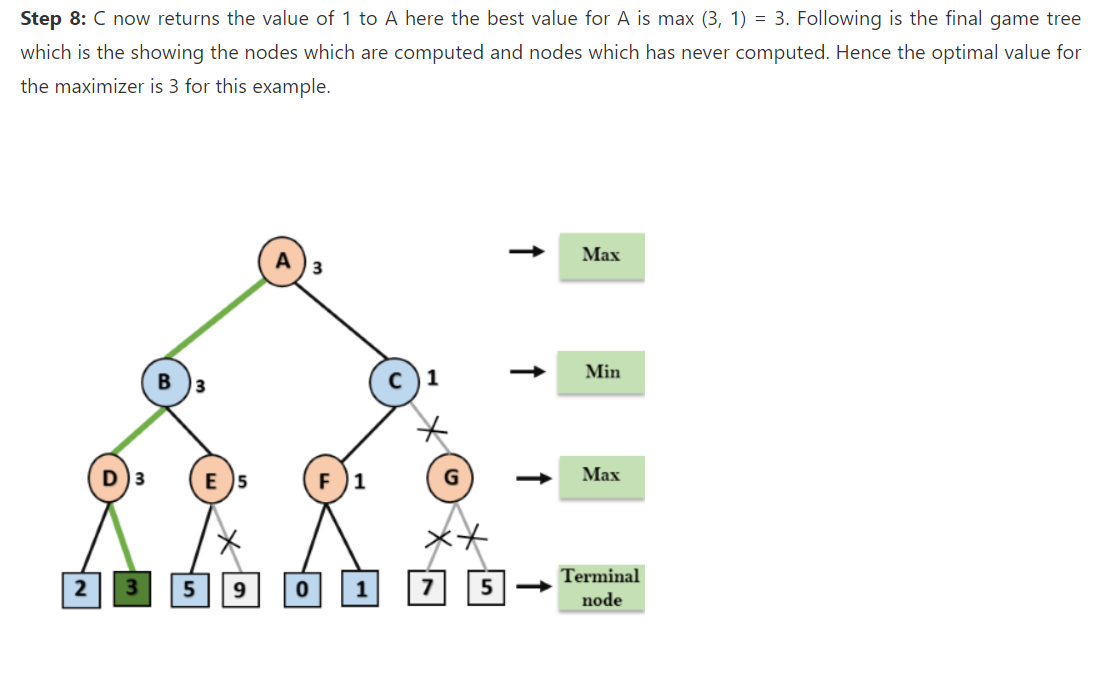 Step 8: C now returns the value of 1 to A here the best value for A is max (3, 1) = 3. Following is the final game tree
which is the showing the nodes which are computed and nodes which has never computed. Hence the optimal value for
the maximizer is 3 for this example.
A 3
Max
B 3
C 1
Min
D 3
E 5
F 1
G
Max
2 3 5 9 0 1 7 5
Terminal
node